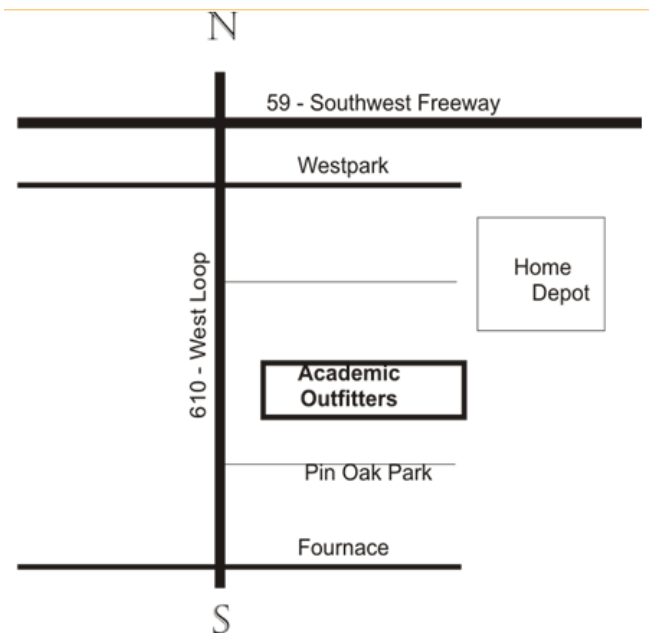 N
59 - Southwest Freeway
Westpark
Home
Depot
610 - West Loop
Academic
Outfitters
Pin Oak Park
Fournace
S